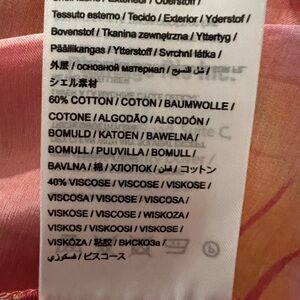 Tessuto esterno / Tecido / Exterior / Yderstof /
Bovenstof / Tkanina zewnętrzna / Yttertyg /
Päällikangas / Ytterstoff / Svrchní látka /
外層 / основной материал /
シェル素材
60% COTTON / COTON / BAUMWOLLE /
COTONE / ALGODÃO / ALGODÓN /
BOMULD / KATOEN / BAWEŁNA /
BOMULL / PUUVILLA / BOMULL /
BAVLNA / 棉 / ХЛОПОК / قطن / コットン
40% VISCOSE / VISCOSE / VISKOSE /
VISCOSA / VISCOSE / VISCOSA /
VISKOSE / VISCOSE / WISKOZA /
VISKOS / VISKOOSI / VISKOSE /
VISKÓZA / 粘胶 / ВИСКОЗа /
فسكوزي / ビスコース